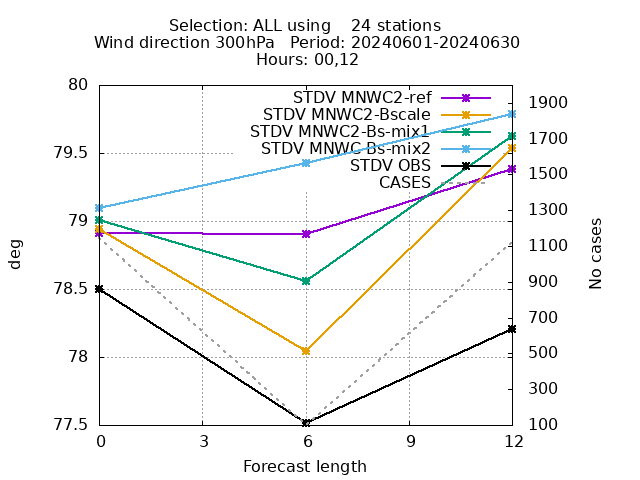 Selection: ALL using    24 stations
Wind direction 300hPa   Period: 20240601-20240630
Hours: 00,12
STDV MNWC2-ref
STDV MNWC2-Bscale
STDV MNWC2-Bs-mix1
STDV MNWC Bs-mix2
STDV OBS
CASES
80
79.5
79
78.5
78
77.5
deg
1900
1700
1500
1300
1100
900
700
500
300
100
No cases
0 3 6 9 12
Forecast length